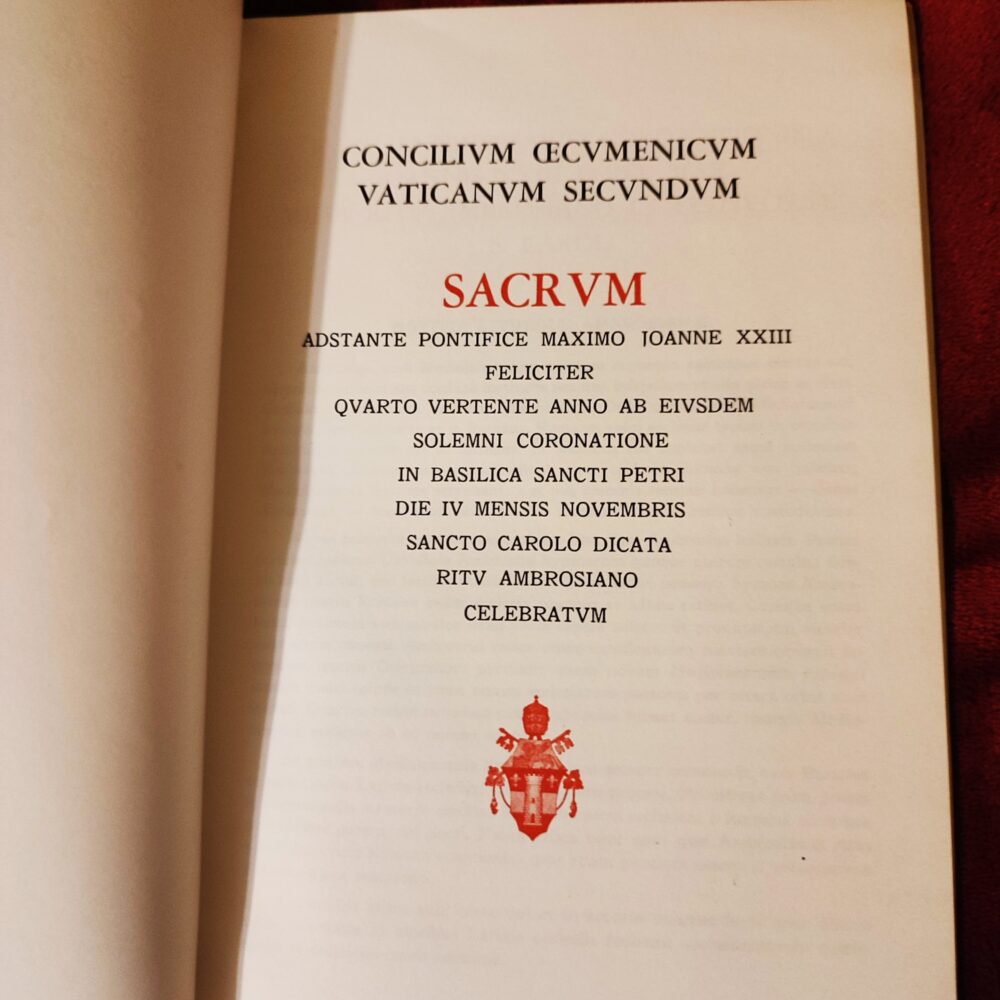 CONCILIVM ŒCVMENICVM
VATICANVM SECVNDVM
SACRVM
ADSTANTE PONTIFICE MAXIMO JOANNE XXIII
FELICITER
QVARTO VERTENTE ANNO AB EIVSDEM
SOLEMNI CORONATIONE
IN BASILICA SANCTI PETRI
DIE IV MENSIS NOVEMBRIS
SANCTO CAROLO DICATA
RITV AMBROSIANO
CELEBRATVM